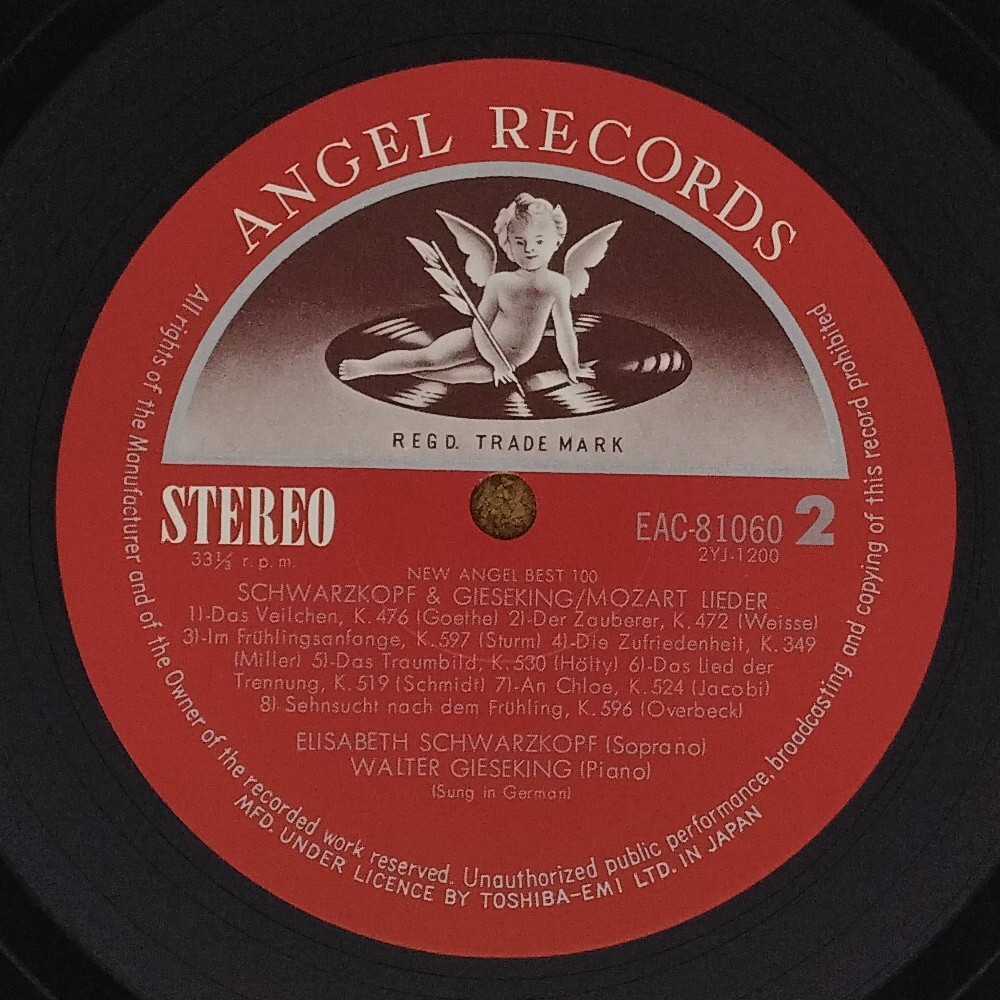 ANGEL RECORDS
REGD. TRADE MARK
STEREO
33⅓ r.p.m.
EAC-81060 2
2YJ-1200
NEW ANGEL BEST 100
SCHWARZKOPF & GIESEKING/MOZART LIEDER
1)-Das Veilchen, K.476 (Goethe) 2)-Der Zauberer, K.472 (Weisse)
3)-Im Frühlingsanfange, K.597 (Sturm) 4)-Die Zufriedenheit, K.349
(Miller) 5)-Das Traumbild, K.530 (Hölty) 6)-Das Lied der
Trennung, K.519 (Schmidt) 7)-An Chloe, K.524 (Jacobi)
8)-Sehnsucht nach dem Frühling, K.596 (Overbeck)
ELISABETH SCHWARZKOPF (Soprano)
WALTER GIESEKING (Piano)
(Sung in German)
All rights of the Manufacturer and of the Owner of the recorded work reserved. Unauthorized public performance, broadcasting and copying of this record prohibited
MFD. UNDER LICENCE BY TOSHIBA-EMI LTD. IN JAPAN